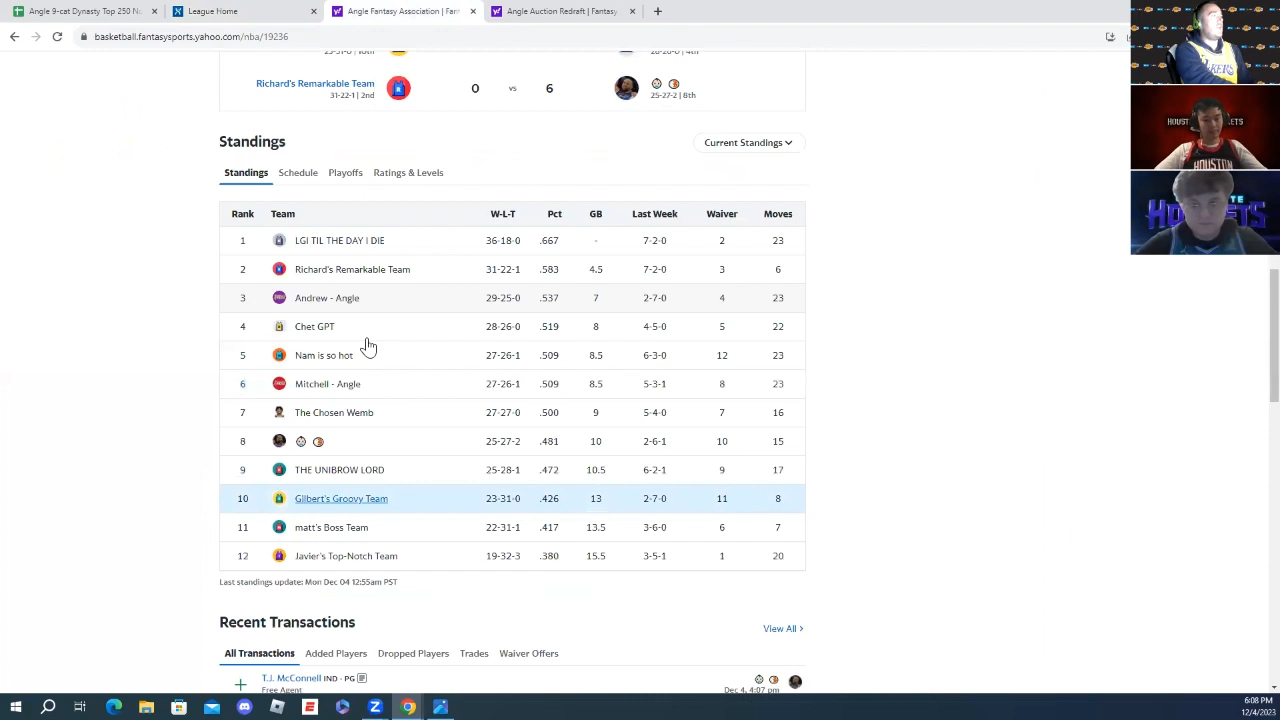 Angle 9-cat Dynasty Top 250 N
League Home
Angle Fantasy Association | Fan
Angle Auction Redraft | Fantasy
basketball.fantasysports.yahoo.com/nba/19236
Richard's Remarkable Team
31-22-1 | 2nd
0
vs
6
25-27-2 | 8th
Standings
Current Standings
Standings Schedule Playoffs Ratings & Levels
Rank Team W-L-T Pct GB Last Week Waiver Moves
1 LGI TIL THE DAY I DIE 36-18-0 .667 - 7-2-0 2 23
2 Richard's Remarkable Team 31-22-1 .583 4.5 7-2-0 3 6
3 Andrew - Angle 29-25-0 .537 7 2-7-0 4 23
4 Chet GPT 28-26-0 .519 8 4-5-0 5 22
5 Nam is so hot 27-26-1 .509 8.5 6-3-0 12 23
6 Mitchell - Angle 27-26-1 .509 8.5 5-3-1 8 23
7 The Chosen Wemb 27-27-0 .500 9 5-4-0 7 16
8 25-27-2 .481 10 2-6-1 10 15
9 THE UNIBROW LORD 25-28-1 .472 10.5 6-2-1 9 17
10 Gilbert's Groovy Team 23-31-0 .426 13 2-7-0 11 8
11 matt's Boss Team 22-31-1 .417 13.5 3-6-0 6 7
12 Javier's Top-Notch Team 19-32-3 .380 15.5 3-5-1 1 20
Last standings update: Mon Dec 04 12:55am PST
Recent Transactions
View All >
All Transactions Added Players Dropped Players Trades Waiver Offers
T.J. McConnell IND - PG
Free Agent
Dec 4, 4:07 pm
6:08 PM
12/4/2023